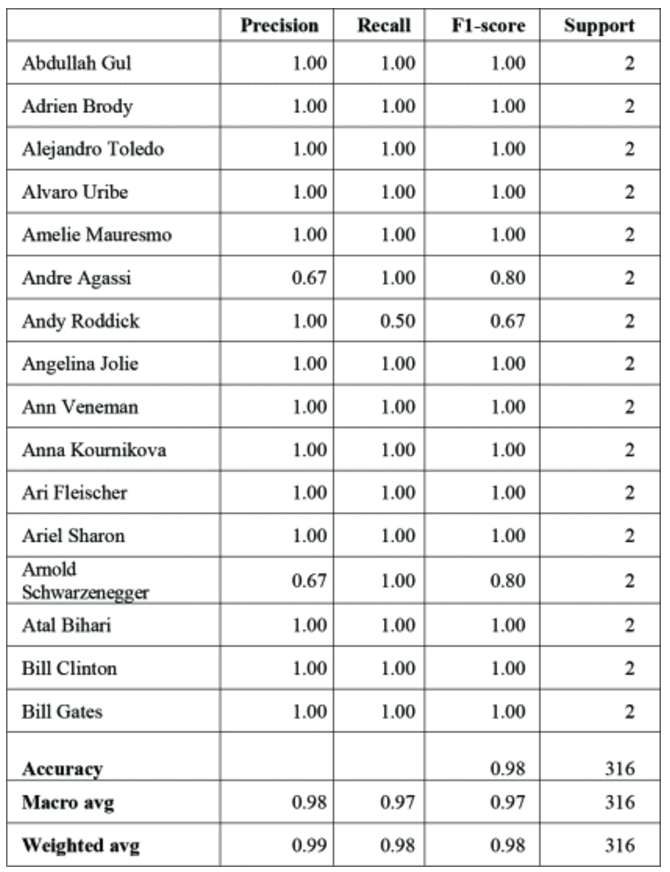 Precision Recall F1-score Support
Abdullah Gul 1.00 1.00 1.00 2
Adrien Brody 1.00 1.00 1.00 2
Alejandro Toledo 1.00 1.00 1.00 2
Alvaro Uribe 1.00 1.00 1.00 2
Amelie Mauresmo 1.00 1.00 1.00 2
Andre Agassi 0.67 1.00 0.80 2
Andy Roddick 1.00 0.50 0.67 2
Angelina Jolie 1.00 1.00 1.00 2
Ann Veneman 1.00 1.00 1.00 2
Anna Kournikova 1.00 1.00 1.00 2
Ari Fleischer 1.00 1.00 1.00 2
Ariel Sharon 1.00 1.00 1.00 2
Arnold
Schwarzenegger 0.67 1.00 0.80 2
Atal Bihari 1.00 1.00 1.00 2
Bill Clinton 1.00 1.00 1.00 2
Bill Gates 1.00 1.00 1.00 2
Accuracy 0.98 316
Macro avg 0.98 0.97 0.97 316
Weighted avg 0.99 0.98 0.98 316